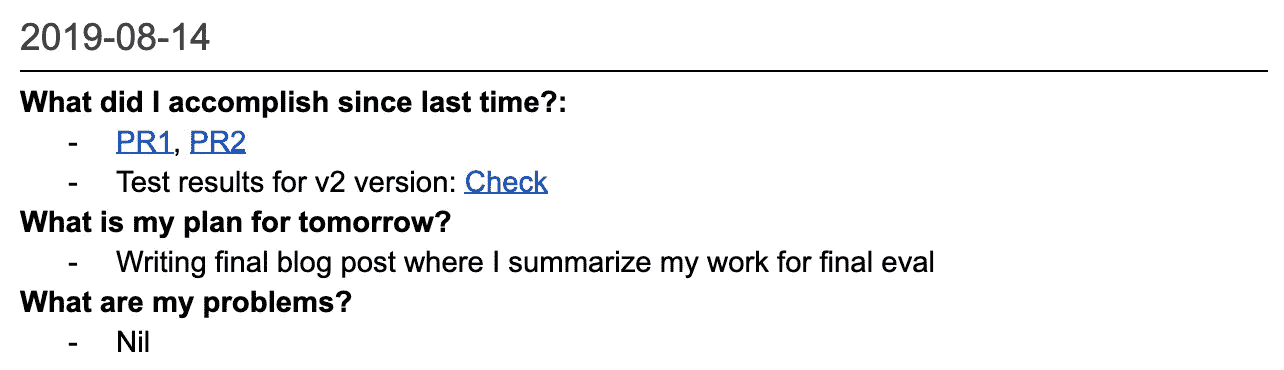 2019-08-14
What did I accomplish since last time?:
- PR1, PR2
- Test results for v2 version: Check
What is my plan for tomorrow?
- Writing final blog post where I summarize my work for final eval
What are my problems?
- Nil